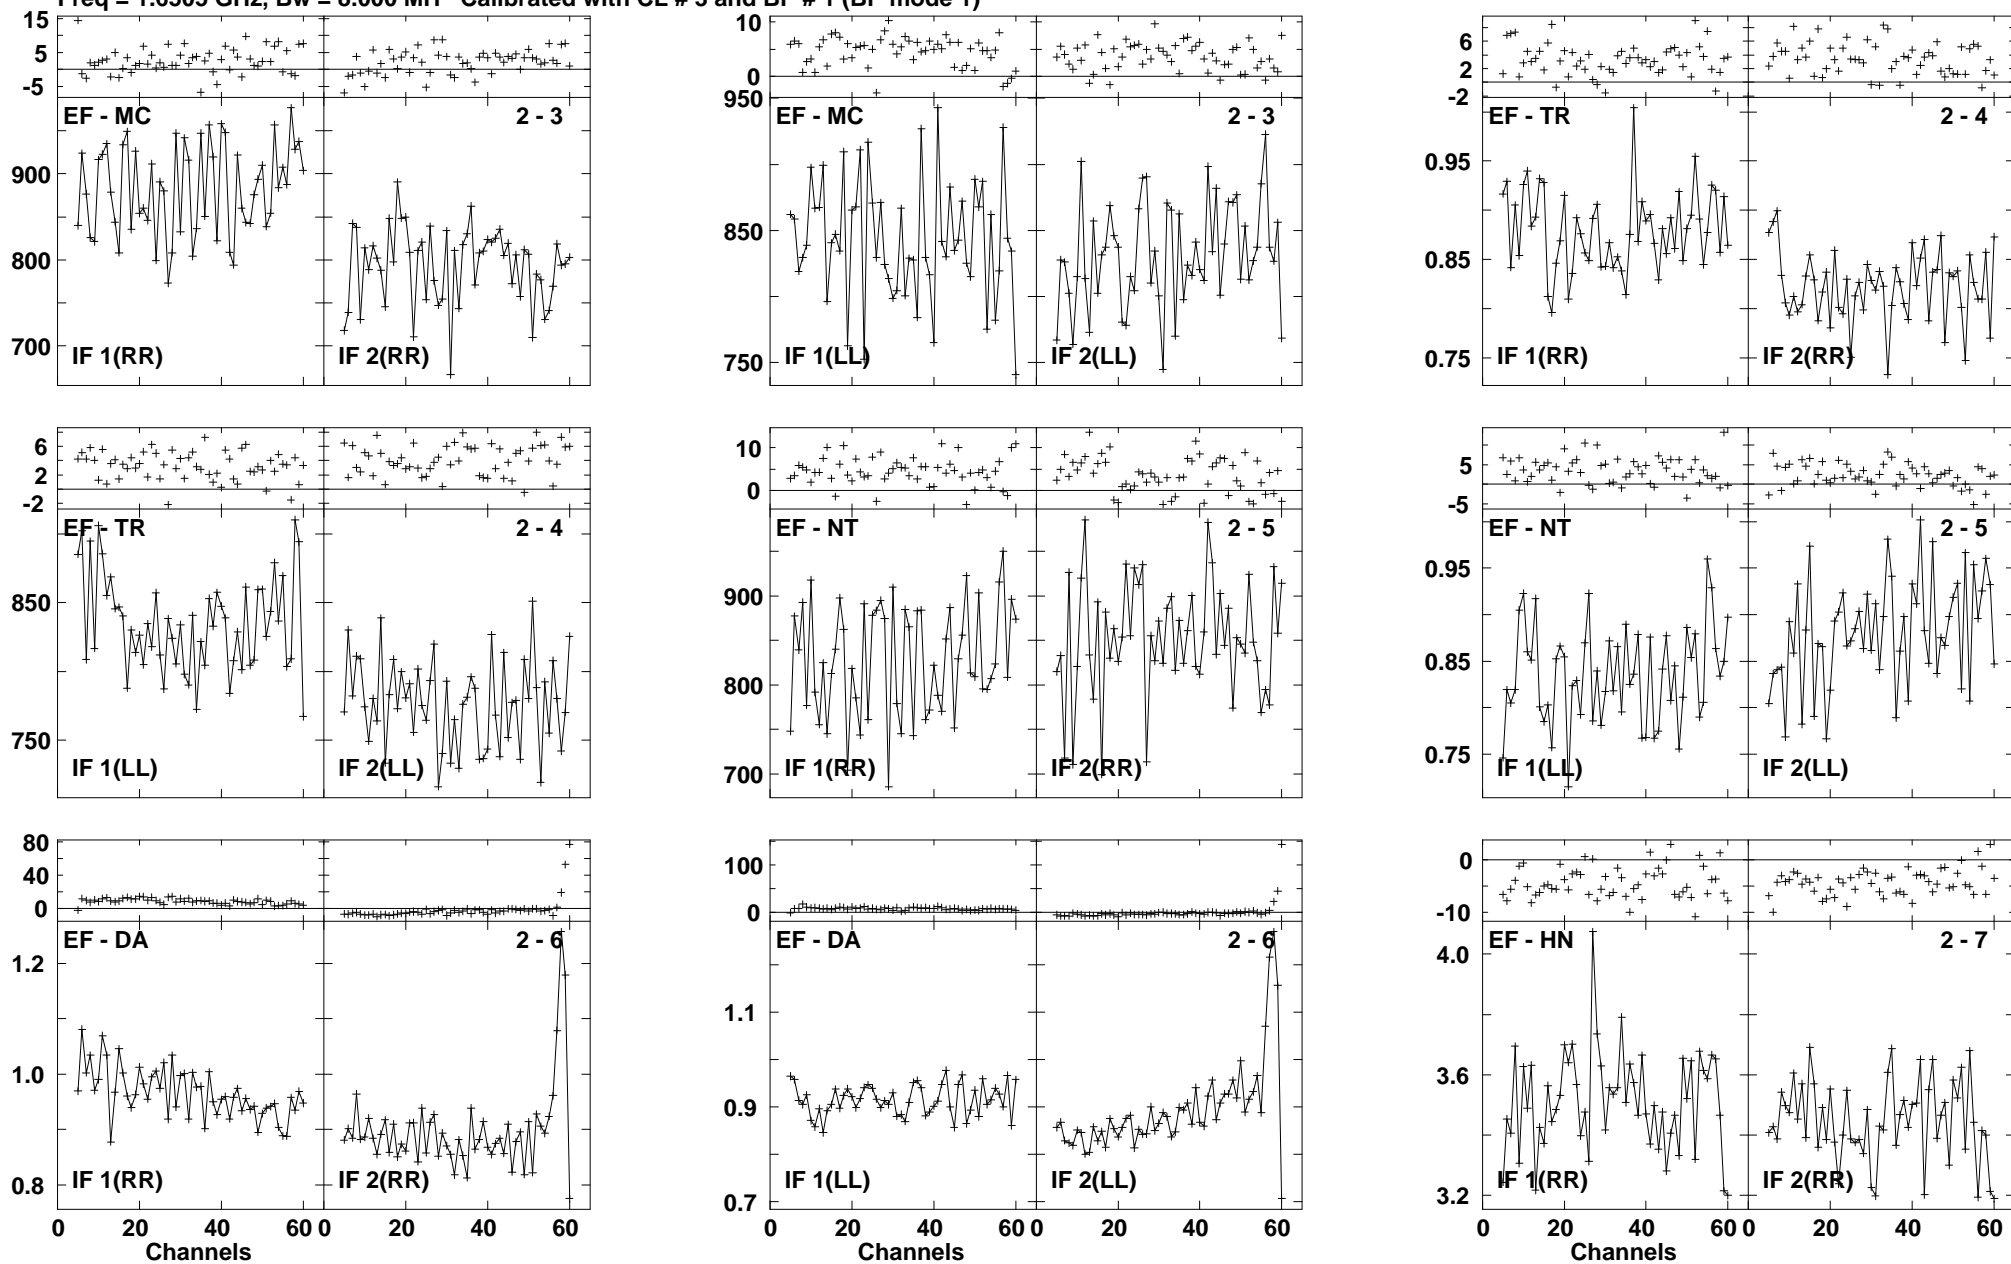 GHz, Bw = 8.000 MH Calibrated with CL # 3 and BP # 1 (BP mode 1)
15
5
-5
EF - MC
2 - 3
900
800
700
IF 1(RR)
IF 2(RR)
10
5
0
950
EF - MC
2 - 3
850
750
IF 1(LL)
IF 2(LL)
6
2
-2
EF - TR
2 - 4
0.95
0.85
0.75
IF 1(RR)
IF 2(RR)
6
2
-2
EF - TR
2 - 4
850
750
IF 1(LL)
IF 2(LL)
10
0
EF - NT
2 - 5
900
800
700
IF 1(RR)
IF 2(RR)
5
-5
EF - NT
2 - 5
0.95
0.85
0.75
IF 1(LL)
IF 2(LL)
80
40
0
EF - DA
2 - 6
1.2
1.0
0.8
IF 1(RR)
IF 2(RR)
0 20 40 60 0 20 40 60
Channels
100
0
EF - DA
2 - 6
1.1
0.9
0.7
IF 1(LL)
IF 2(LL)
0 20 40 60 0 20 40 60
Channels
0
-10
EF - HN
2 - 7
4.0
3.6
3.2
IF 1(RR)
IF 2(RR)
0 20 40 60 0 20 40 60
Channels